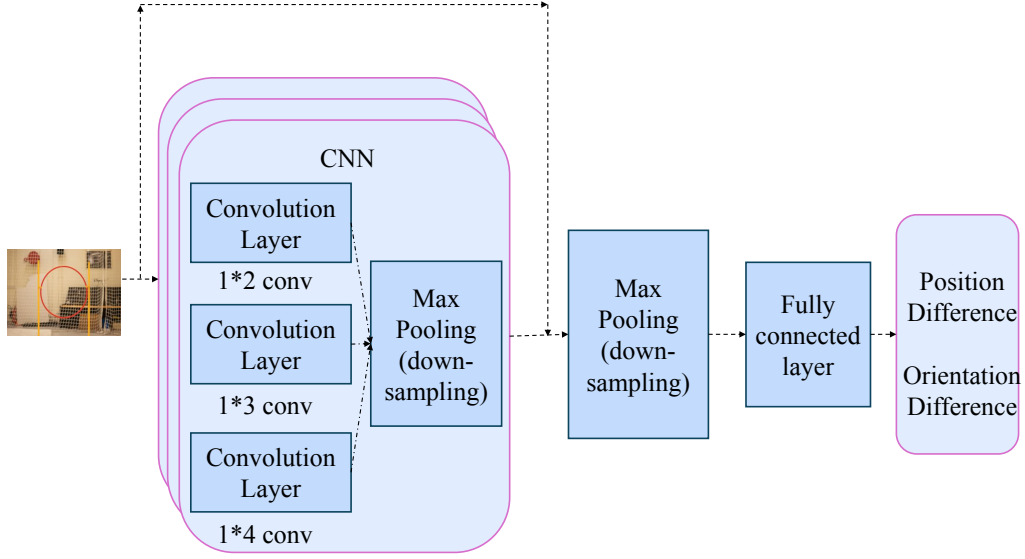 CNN
Convolution
Layer
1*2 conv
Convolution
Layer
1*3 conv
Convolution
Layer
1*4 conv
Max
Pooling
(down-
sampling)
Max
Pooling
(down-
sampling)
Fully
connected
layer
Position
Difference
Orientation
Difference